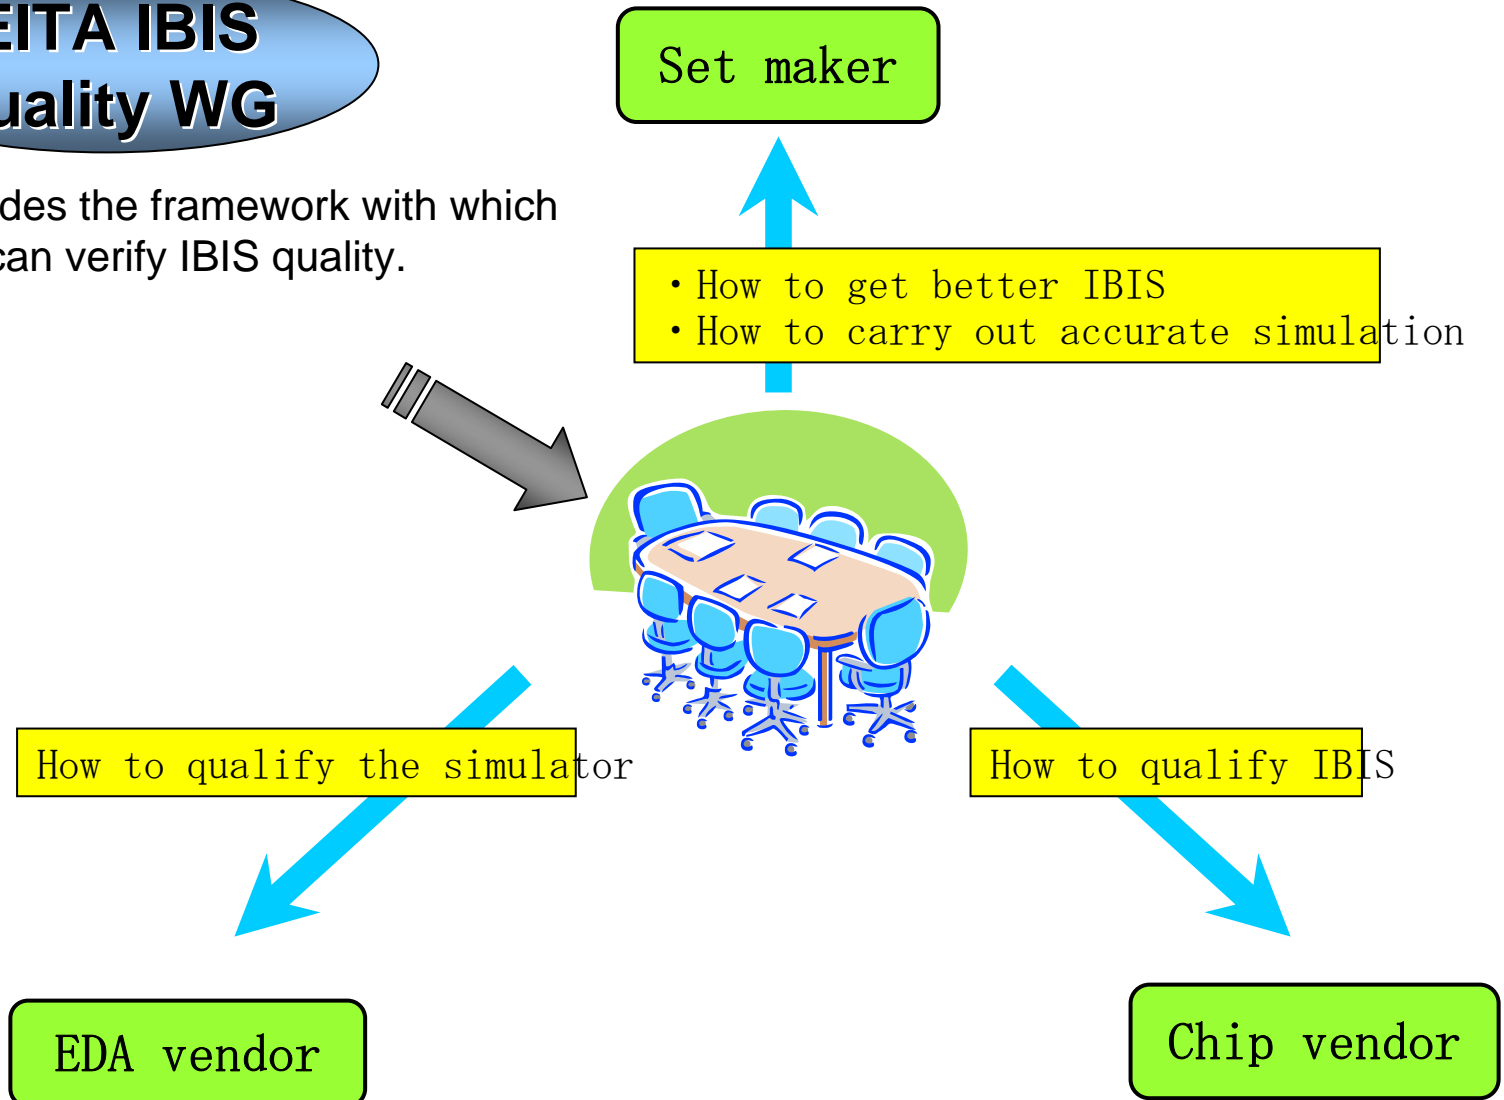 EITA IBIS
uality WG
Set maker
des the framework with which
can verify IBIS quality.
・How to get better IBIS
・How to carry out accurate simulation
How to qualify the simulator
How to qualify IBIS
EDA vendor
Chip vendor